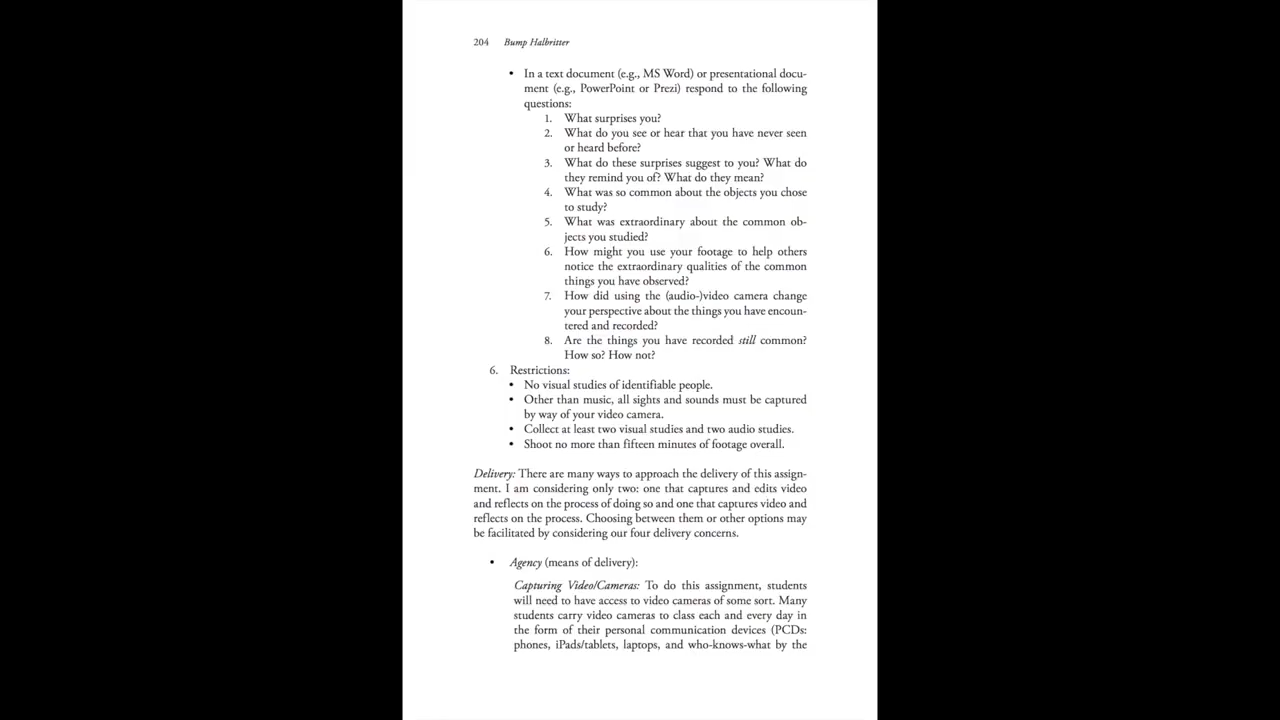 204 Bump Halbritter
• In a text document (e.g., MS Word) or presentational docu-
ment (e.g., PowerPoint or Prezi) respond to the following
questions:
1. What surprises you?
2. What do you see or hear that you have never seen
or heard before?
3. What do these surprises suggest to you? What do
they remind you of? What do they mean?
4. What was so common about the objects you chose
to study?
5. What was extraordinary about the common ob-
jects you studied?
6. How might you use your footage to help others
notice the extraordinary qualities of the common
things you have observed?
7. How did using the (audio-)video camera change
your perspective about the things you have encoun-
tered and recorded?
8. Are the things you have recorded still common?
How so? How not?
6. Restrictions:
• No visual studies of identifiable people.
• Other than music, all sights and sounds must be captured
by way of your video camera.
• Collect at least two visual studies and two audio studies.
• Shoot no more than fifteen minutes of footage overall.
Delivery: There are many ways to approach the delivery of this assign-
ment. I am considering only two: one that captures and edits video
and reflects on the process of doing so and one that captures video and
reflects on the process. Choosing between them or other options may
be facilitated by considering our four delivery concerns.
• Agency (means of delivery):
Capturing Video/Cameras: To do this assignment, students
will need to have access to video cameras of some sort. Many
students carry video cameras to class each and every day in
the form of their personal communication devices (PCDs:
phones, iPads/tablets, laptops, and who-knows-what by the